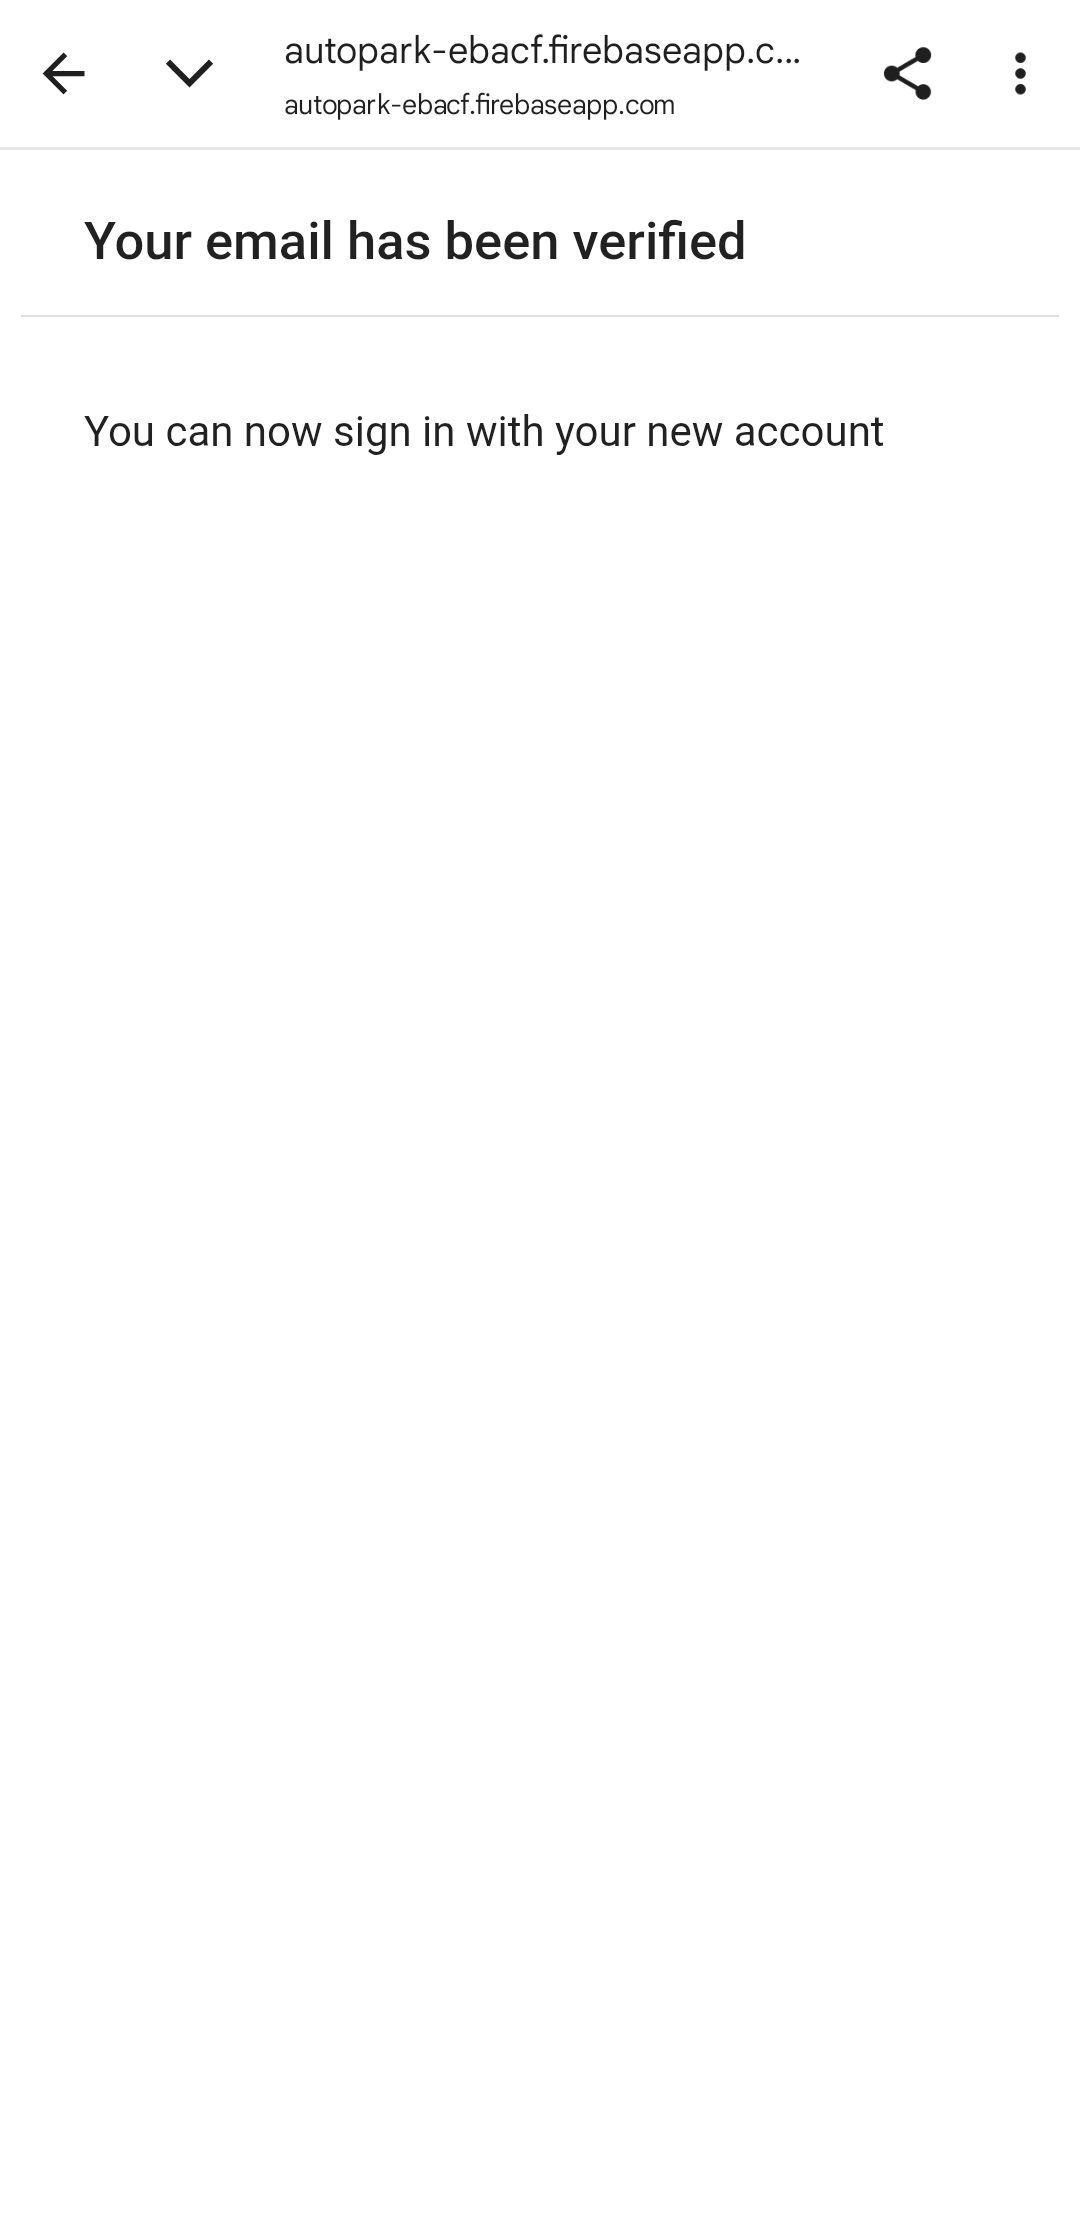 autopark-ebacf.firebaseapp.c...
autopark-ebacf.firebaseapp.com
Your email has been verified
You can now sign in with your new account